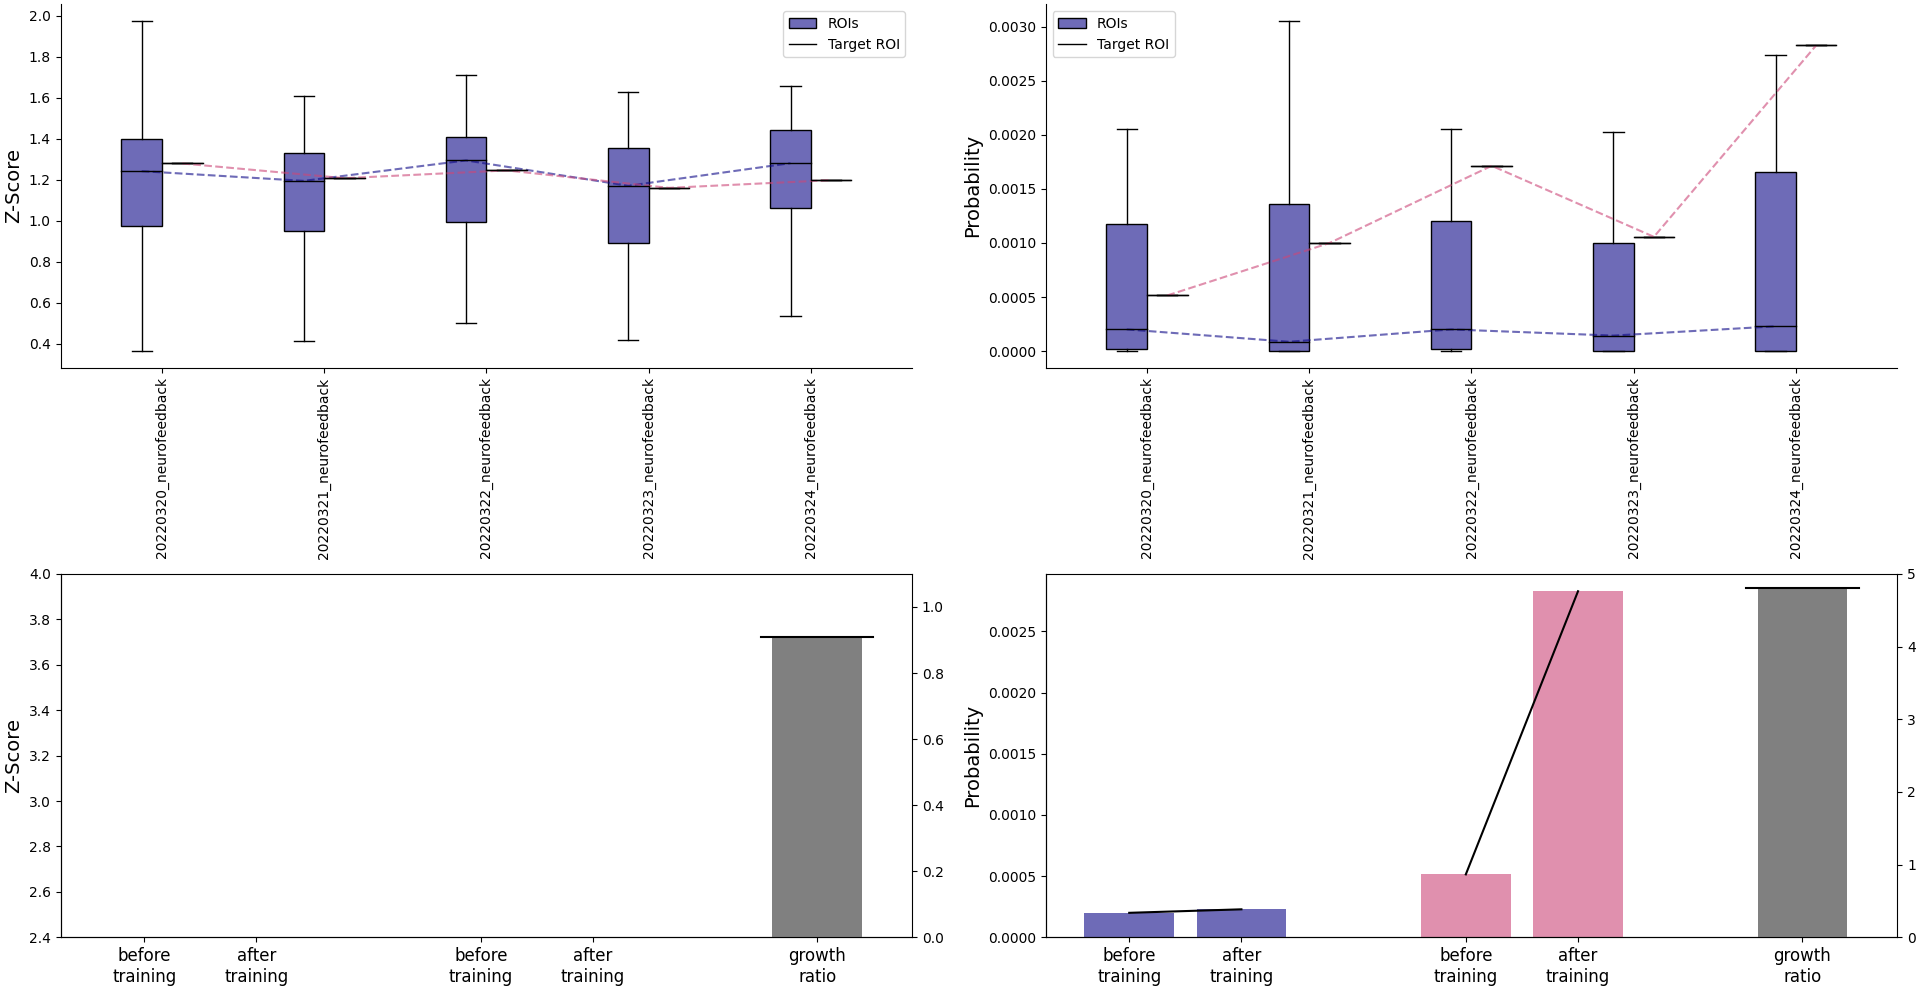 2.0
1.8
1.6
1.4
1.2
1.0
0.8
0.6
0.4
Z-Score
ROIs
Target ROI
20220320_neurofeedback
20220321_neurofeedback
20220322_neurofeedback
20220323_neurofeedback
20220324_neurofeedback
0.0030
0.0025
0.0020
0.0015
0.0010
0.0005
0.0000
Probability
ROIs
Target ROI
20220320_neurofeedback
20220321_neurofeedback
20220322_neurofeedback
20220323_neurofeedback
20220324_neurofeedback
4.0
3.8
3.6
3.4
3.2
3.0
2.8
2.6
2.4
Z-Score
before
training
after
training
before
training
after
training
growth
ratio
1.0
0.8
0.6
0.4
0.2
0.0
0.0025
0.0020
0.0015
0.0010
0.0005
0.0000
Probability
before
training
after
training
before
training
after
training
growth
ratio
5
4
3
2
1
0